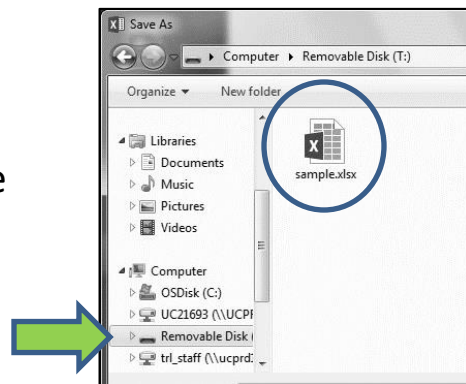 Save As
Computer Removable Disk (T:)
Organize New folder
Libraries
Documents
Music
Pictures
Videos
sample.xlsx
e
Computer
OSDisk (C:)
UC21693 (\\UCPF
Removable Disk (
trl_staff (\\ucprd